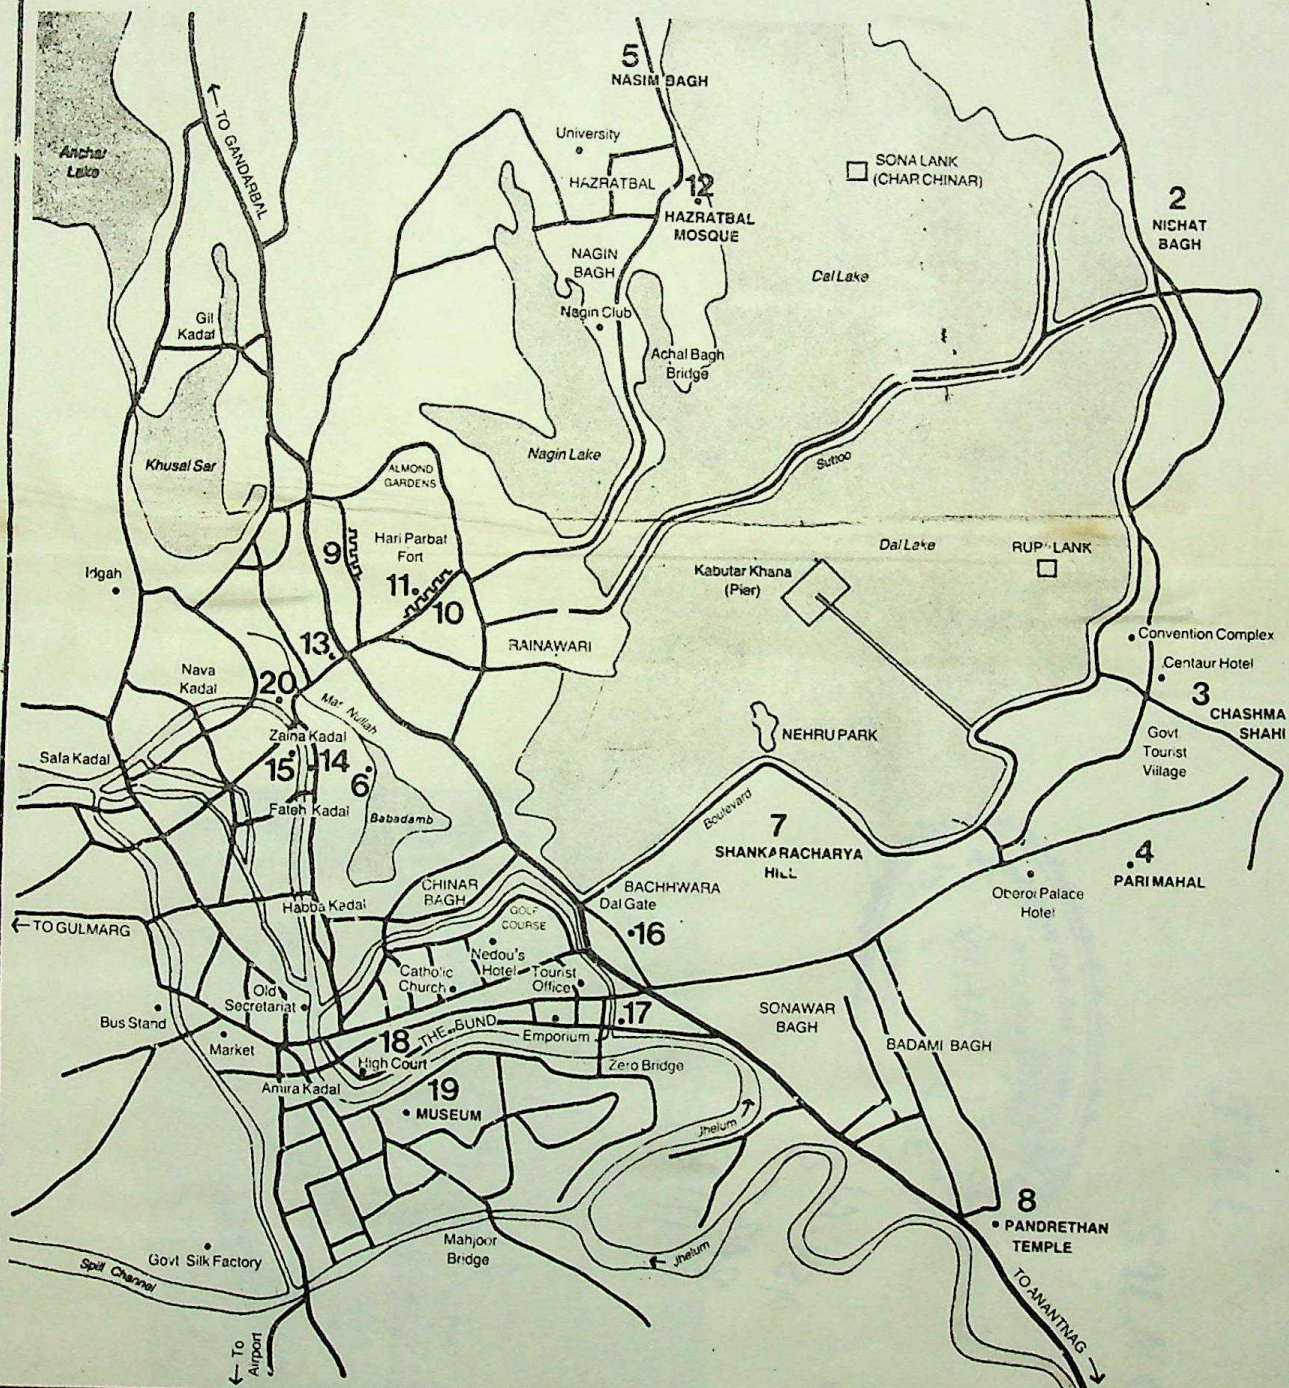 5
NASIM BAGH
University
Anchar
Lake
← TO GANDARBAL
HAZRATBAL
12
HAZRATBAL
MOSQUE
SONA LANK
(CHAR CHINAR)
2
NISHAT
BAGH
NAGIN
BAGH
Dal Lake
Gil
Kadal
Nagin Club
Achal Bagh
Bridge
Khusal Sar
ALMOND
GARDENS
Nagin Lake
Suttoo
9
Hari Parbat
Fort
11
10
Dal Lake
LANK
Kabutar Khana
(Pier)
Idgah
13
RAINAWARI
Convention Complex
Centaur Hotel
3
CHASHMA
SHAHI
Nava
Kadal
20
Mar Nullah
Zaina Kadal
NEHRU PARK
Govt
Tourist
Village
Safa Kadal
15
14
6
Fateh Kadal
Babadamb
Boulevard
7
SHANKARACHARYA
HILL
4
PARI MAHAL
CHINAR
BAGH
BACHHWARA
Dal Gate
Oberoi Palace
Hotel
Habba Kadal
GOLF
COURSE
← TO GULMARG
16
Nedou's
Hotel
Catholic
Church
Tourist
Office
Old
Secretariat
SONAWAR
BAGH
Bus Stand
17
Market
18
THE BUND
Emporium
BADAMI BAGH
High Court
Zero Bridge
Amira Kadal
19
MUSEUM
Jhelum
8
PANDRETHAN
TEMPLE
Mahjoor
Bridge
Jhelum
Govt Silk Factory
Spill Channel
TO ANANTNAG →
← To
Airport